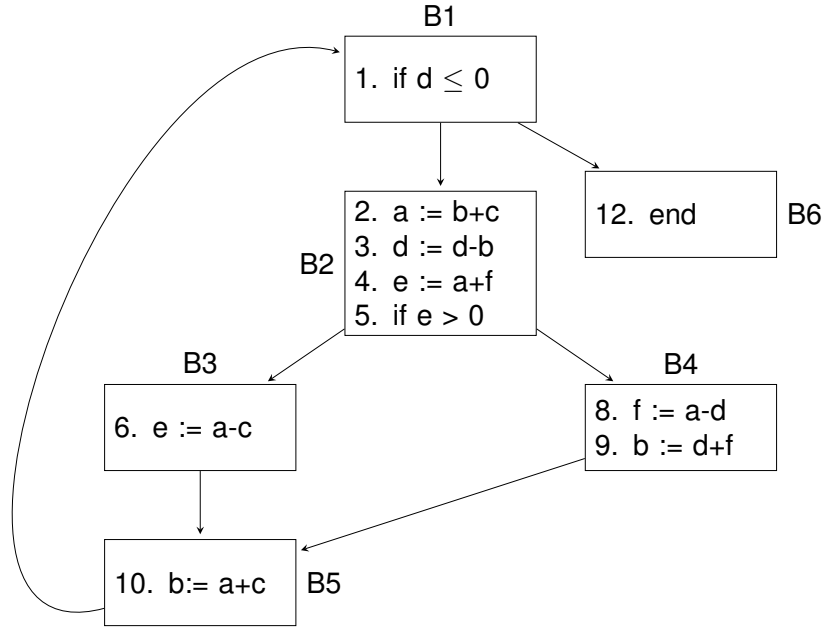 B1
1. if d ≤ 0
2. a := b+c
3. d := d-b
4. e := a+f
5. if e > 0
B2
12. end
B6
B3
6. e := a-c
B4
8. f := a-d
9. b := d+f
10. b:= a+c
B5